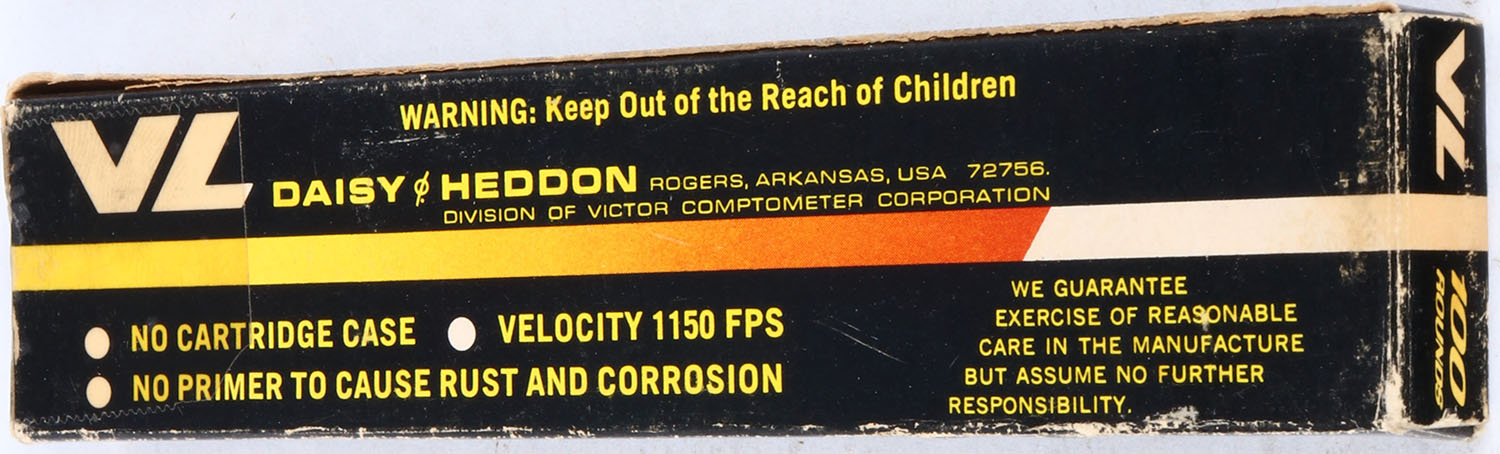 WARNING: Keep Out of the Reach of Children
VL
DAISY & HEDDON ROGERS, ARKANSAS, USA 72756.
DIVISION OF VICTOR COMPTOMETER CORPORATION
NO CARTRIDGE CASE
VELOCITY 1150 FPS
NO PRIMER TO CAUSE RUST AND CORROSION
WE GUARANTEE
EXERCISE OF REASONABLE
CARE IN THE MANUFACTURE
BUT ASSUME NO FURTHER
RESPONSIBILITY.
VL
100
ROUNDS